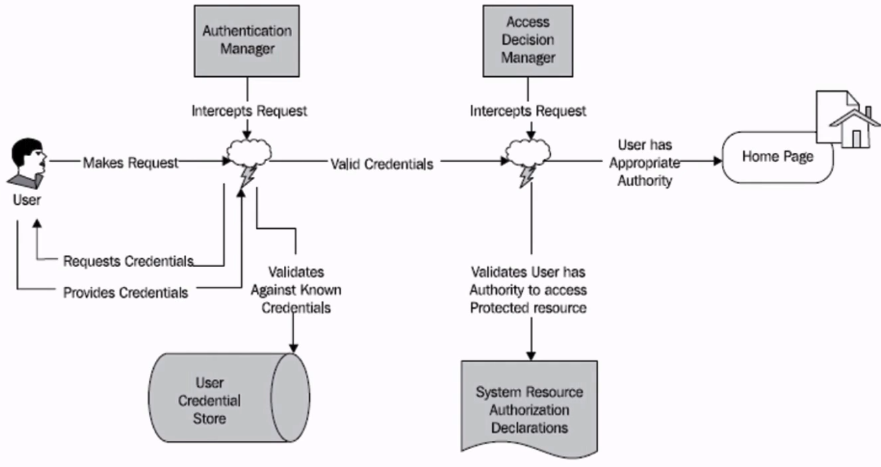 Authentication
Manager
Access
Decision
Manager
Intercepts Request
Intercepts Request
User
Makes Request
Valid Credentials
User has
Appropriate
Authority
Home Page
Requests Credentials
Provides Credentials
Validates
Against Known
Credentials
Validates User has
Authority to access
Protected resource
User
Credential
Store
System Resource
Authorization
Declarations